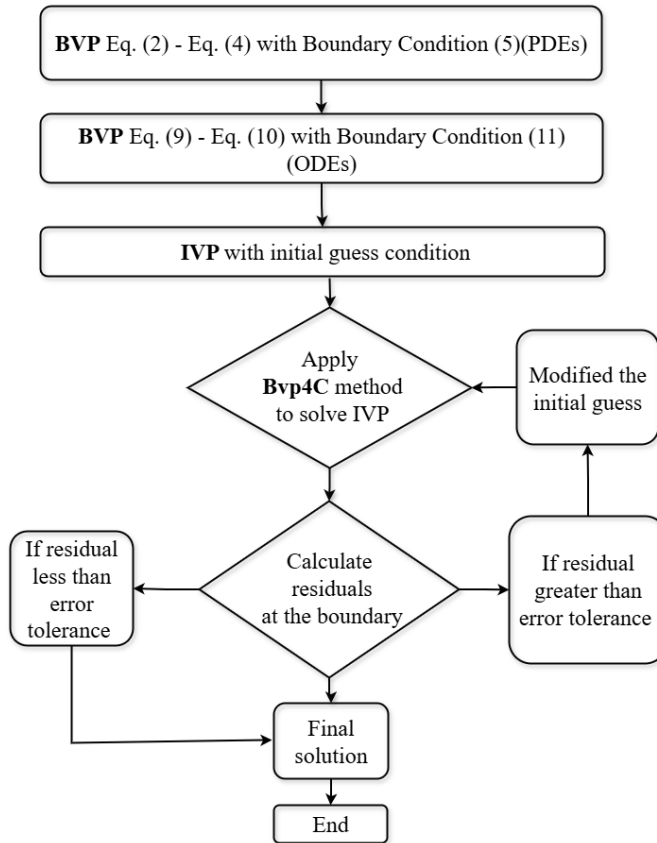 BVP Eq. (2) - Eq. (4) with Boundary Condition (5)(PDEs)
BVP Eq. (9) - Eq. (10) with Boundary Condition (11)
(ODEs)
IVP with initial guess condition
Apply
Bvp4C method
to solve IVP
Modified the
initial guess
Calculate
residuals
at the boundary
If residual
less than
error
tolerance
If residual
greater than
error tolerance
Final
solution
End